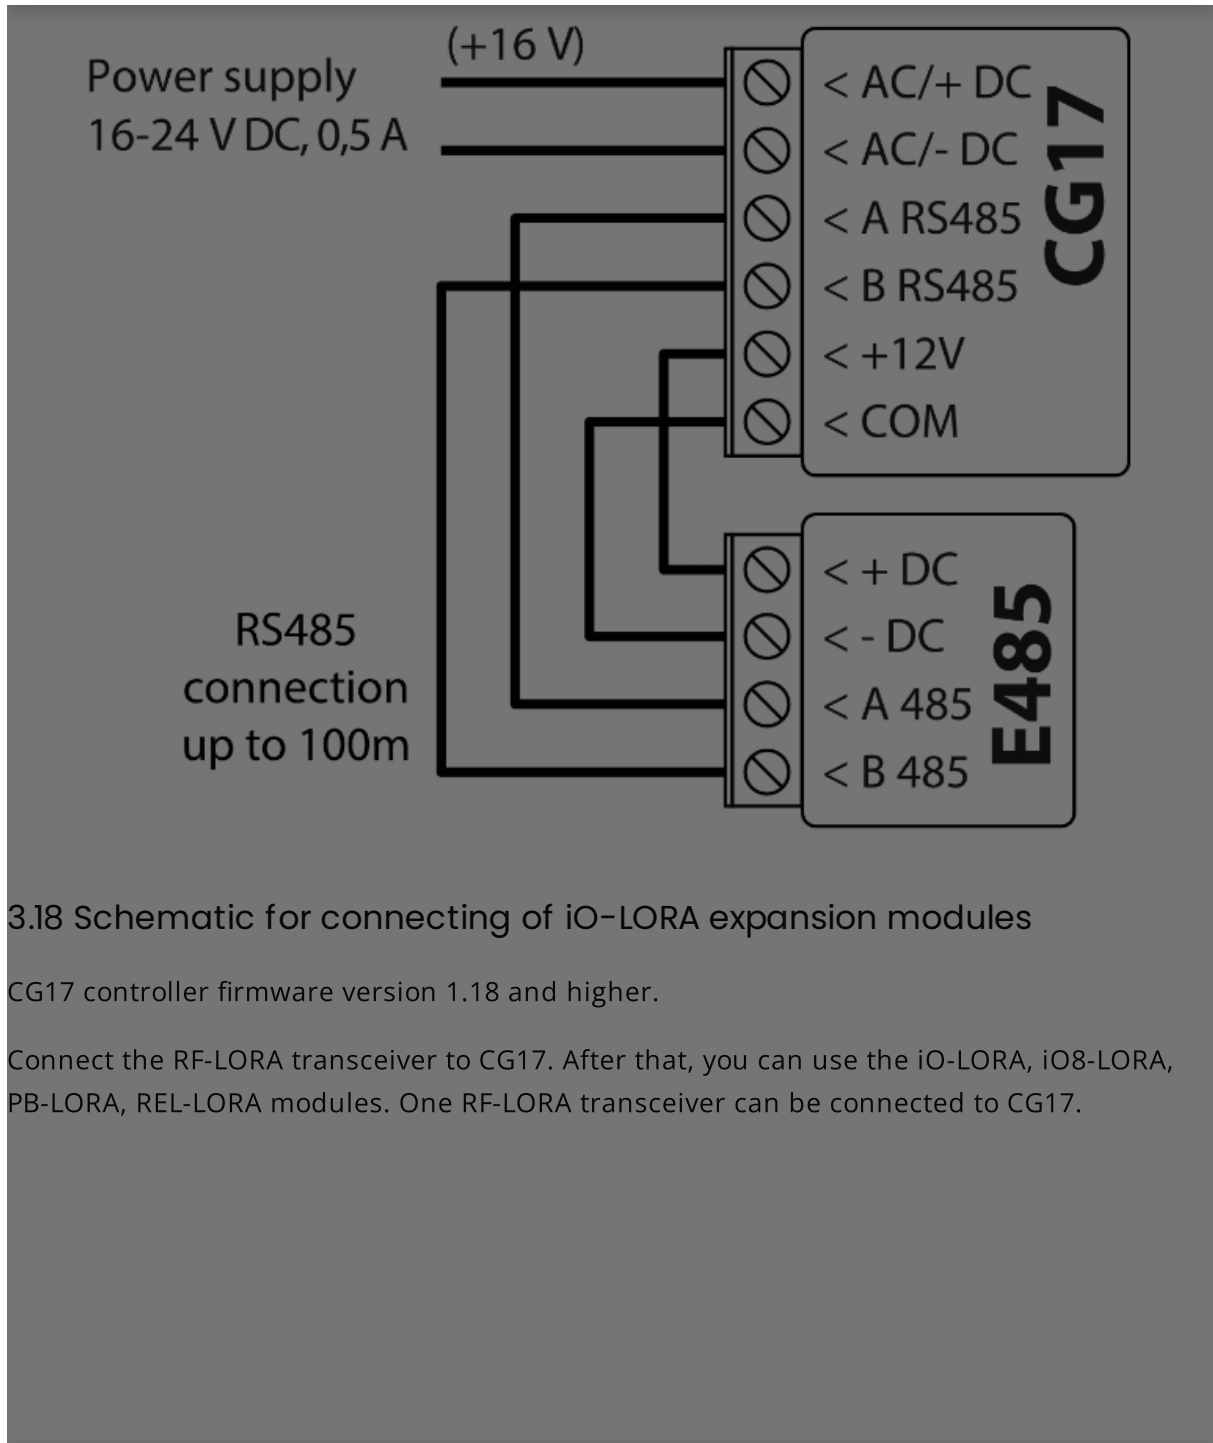 (+16 V)
Power supply
16-24 V DC, 0,5 A
< AC/+ DC
< AC/- DC
< A RS485
< B RS485
< +12V
< COM
CG17
RS485
connection
up to 100m
< + DC
< - DC
< A 485
< B 485
E485
3.18 Schematic for connecting of iO-LORA expansion modules
CG17 controller firmware version 1.18 and higher.
Connect the RF-LORA transceiver to CG17. After that, you can use the iO-LORA, iO8-LORA,
PB-LORA, REL-LORA modules. One RF-LORA transceiver can be connected to CG17.